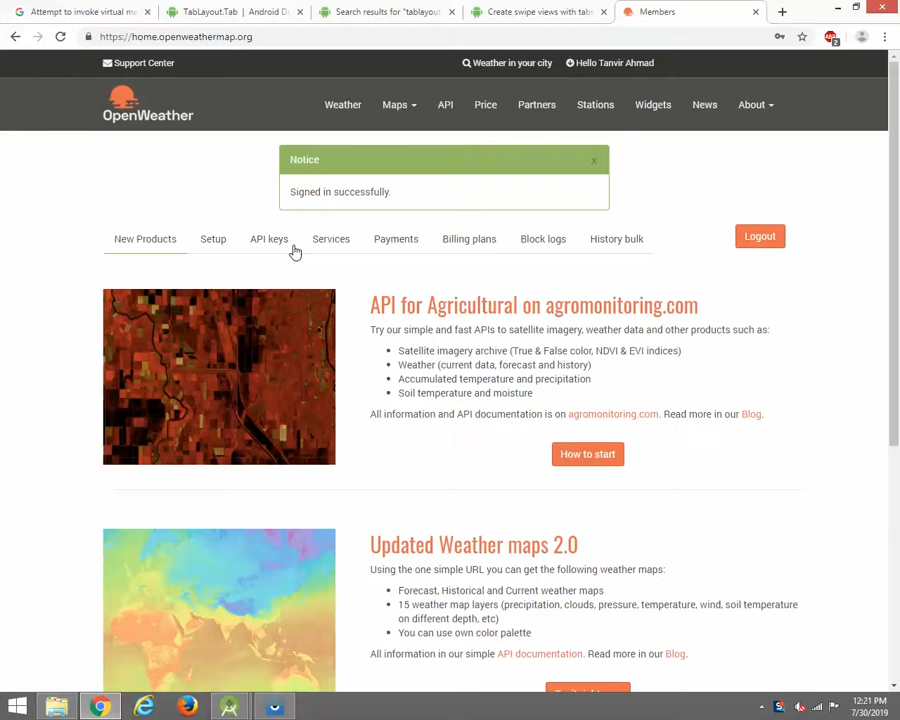 Attempt to invoke virtual me
TabLayout.Tab | Android D
Search results for "tablayout
Create swipe views with tabs
Members
https://home.openweathermap.org
2
Support Center
Weather in your city
Hello Tanvir Ahmad
OpenWeather
Weather
Maps
API
Price
Partners
Stations
Widgets
News
About
Notice
x
Signed in successfully.
New Products
Setup
API keys
Services
Payments
Billing plans
Block logs
History bulk
Logout
API for Agricultural on agromonitoring.com
Try our simple and fast APIs to satellite imagery, weather data and other products such as:
Satellite imagery archive (True & False color, NDVI & EVI indices)
Weather (current data, forecast and history)
Accumulated temperature and precipitation
Soil temperature and moisture
All information and API documentation is on agromonitoring.com. Read more in our Blog.
How to start
Updated Weather maps 2.0
Using the one simple URL you can get the following weather maps:
Forecast, Historical and Current weather maps
15 weather map layers (precipitation, clouds, pressure, temperature, wind, soil temperature
on different depth, etc)
You can use own color palette
All information in our simple API documentation. Read more in our Blog.
12:21 PM
7/30/2019